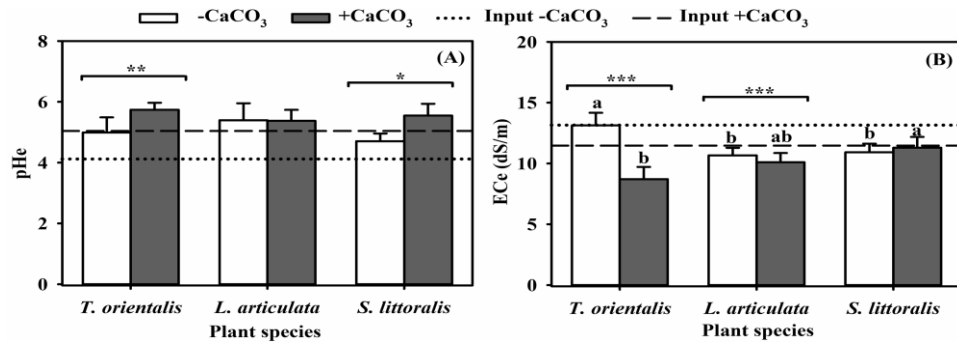 -CaCO3 +CaCO3 Input -CaCO3 Input +CaCO3
8
6
4
2
0
pHe
(A)
**
*
T. orientalis L. articulata S. littoralis
Plant species
20
15
10
5
0
ECe (dS/m)
(B)
***
***
a
b
b
ab
b
a
T. orientalis L. articulata S. littoralis
Plant species